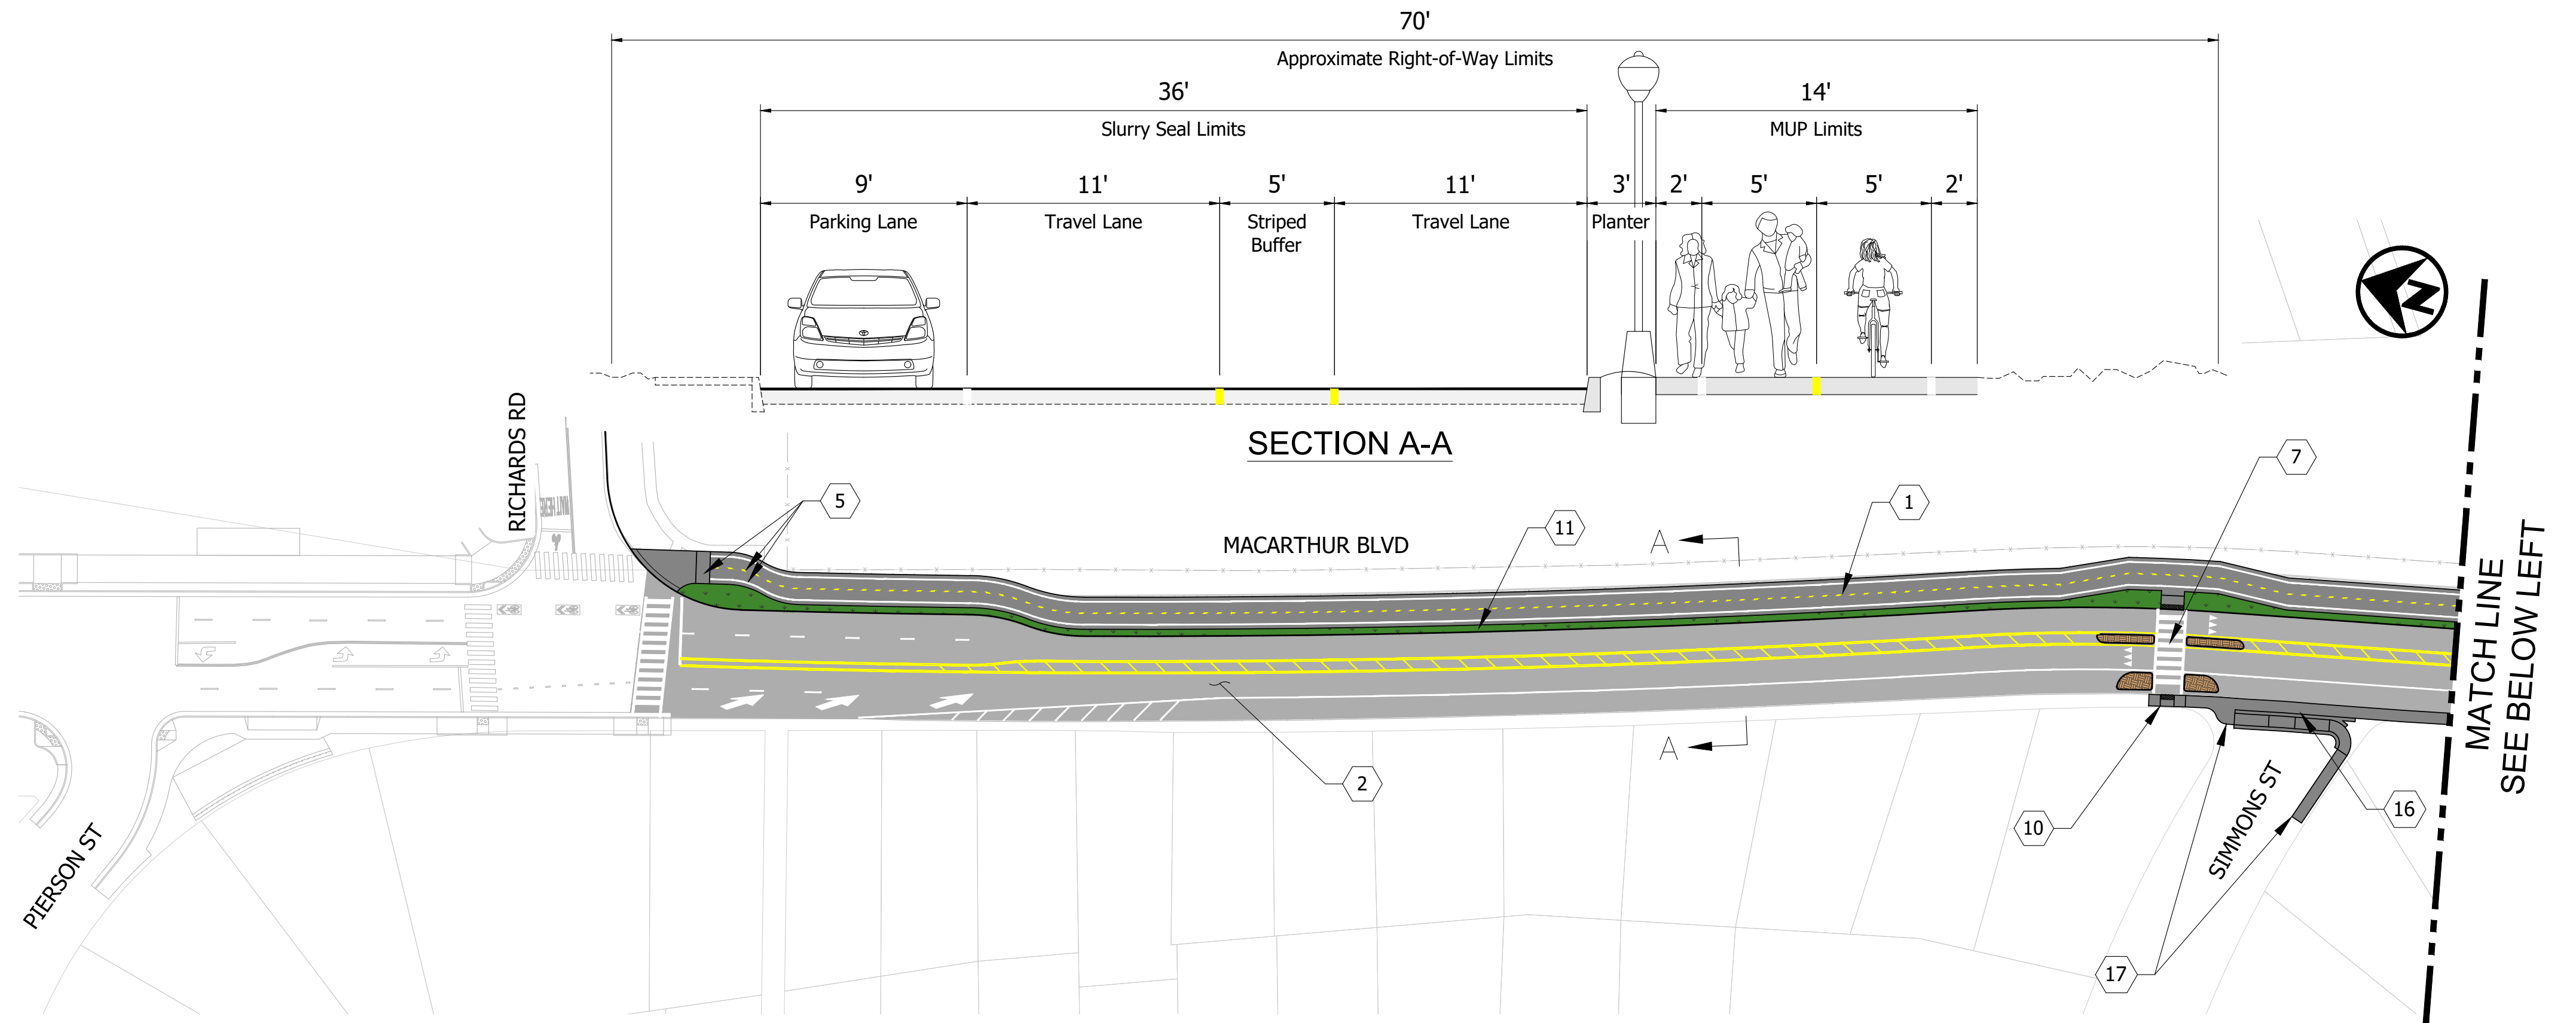 70'
Approximate Right-of-Way Limits
36'
14'
Slurry Seal Limits
MUP Limits
9'
11'
5'
11'
3'
2'
5'
5'
2'
Parking Lane
Travel Lane
Striped
Buffer
Travel Lane
Planter
N
SECTION A-A
RICHARDS RD
WAIT HERE
5
MACARTHUR BLVD
11
A
1
7
MATCH LINE
SEE BELOW LEFT
A
2
10
16
SIMMONS ST
17
PIERSON ST